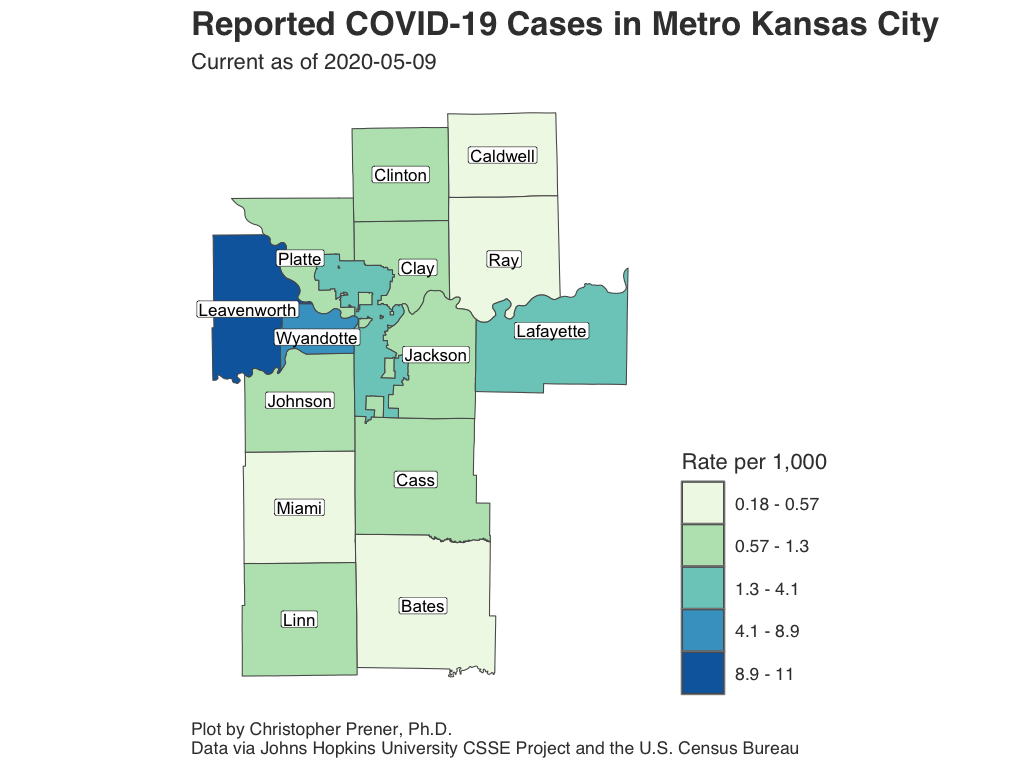 Reported COVID-19 Cases in Metro Kansas City
Current as of 2020-05-09
Caldwell
Clinton
Platte
Clay
Ray
Leavenworth
Wyandotte
Lafayette
Jackson
Johnson
Cass
Miami
Bates
Linn
Rate per 1,000
0.18 - 0.57
0.57 - 1.3
1.3 - 4.1
4.1 - 8.9
8.9 - 11
Plot by Christopher Prener, Ph.D.
Data via Johns Hopkins University CSSE Project and the U.S. Census Bureau